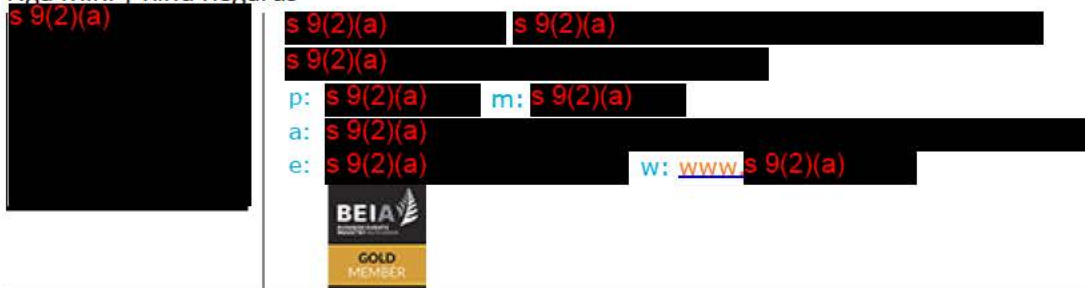 s 9(2)(a)
s 9(2)(a) s 9(2)(a)
s 9(2)(a)
p: s 9(2)(a) m: s 9(2)(a)
a: s 9(2)(a)
e: s 9(2)(a) w: www.s 9(2)(a)
BEIA
GOLD
MEMBER